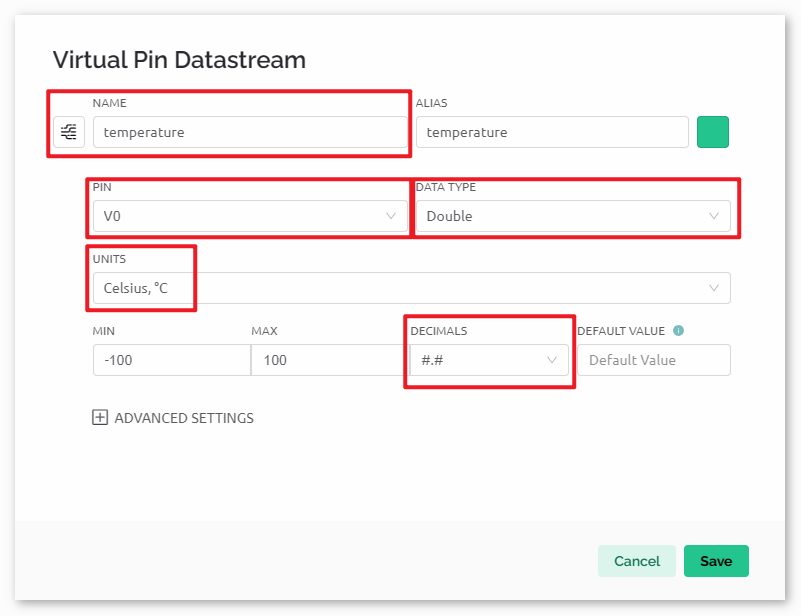 Virtual Pin Datastream
NAME ALIAS
temperature temperature
PIN DATA TYPE
V0 Double
UNITS
Celsius, °C
MIN MAX DECIMALS DEFAULT VALUE
-100 100 #.# Default Value
ADVANCED SETTINGS
Cancel Save